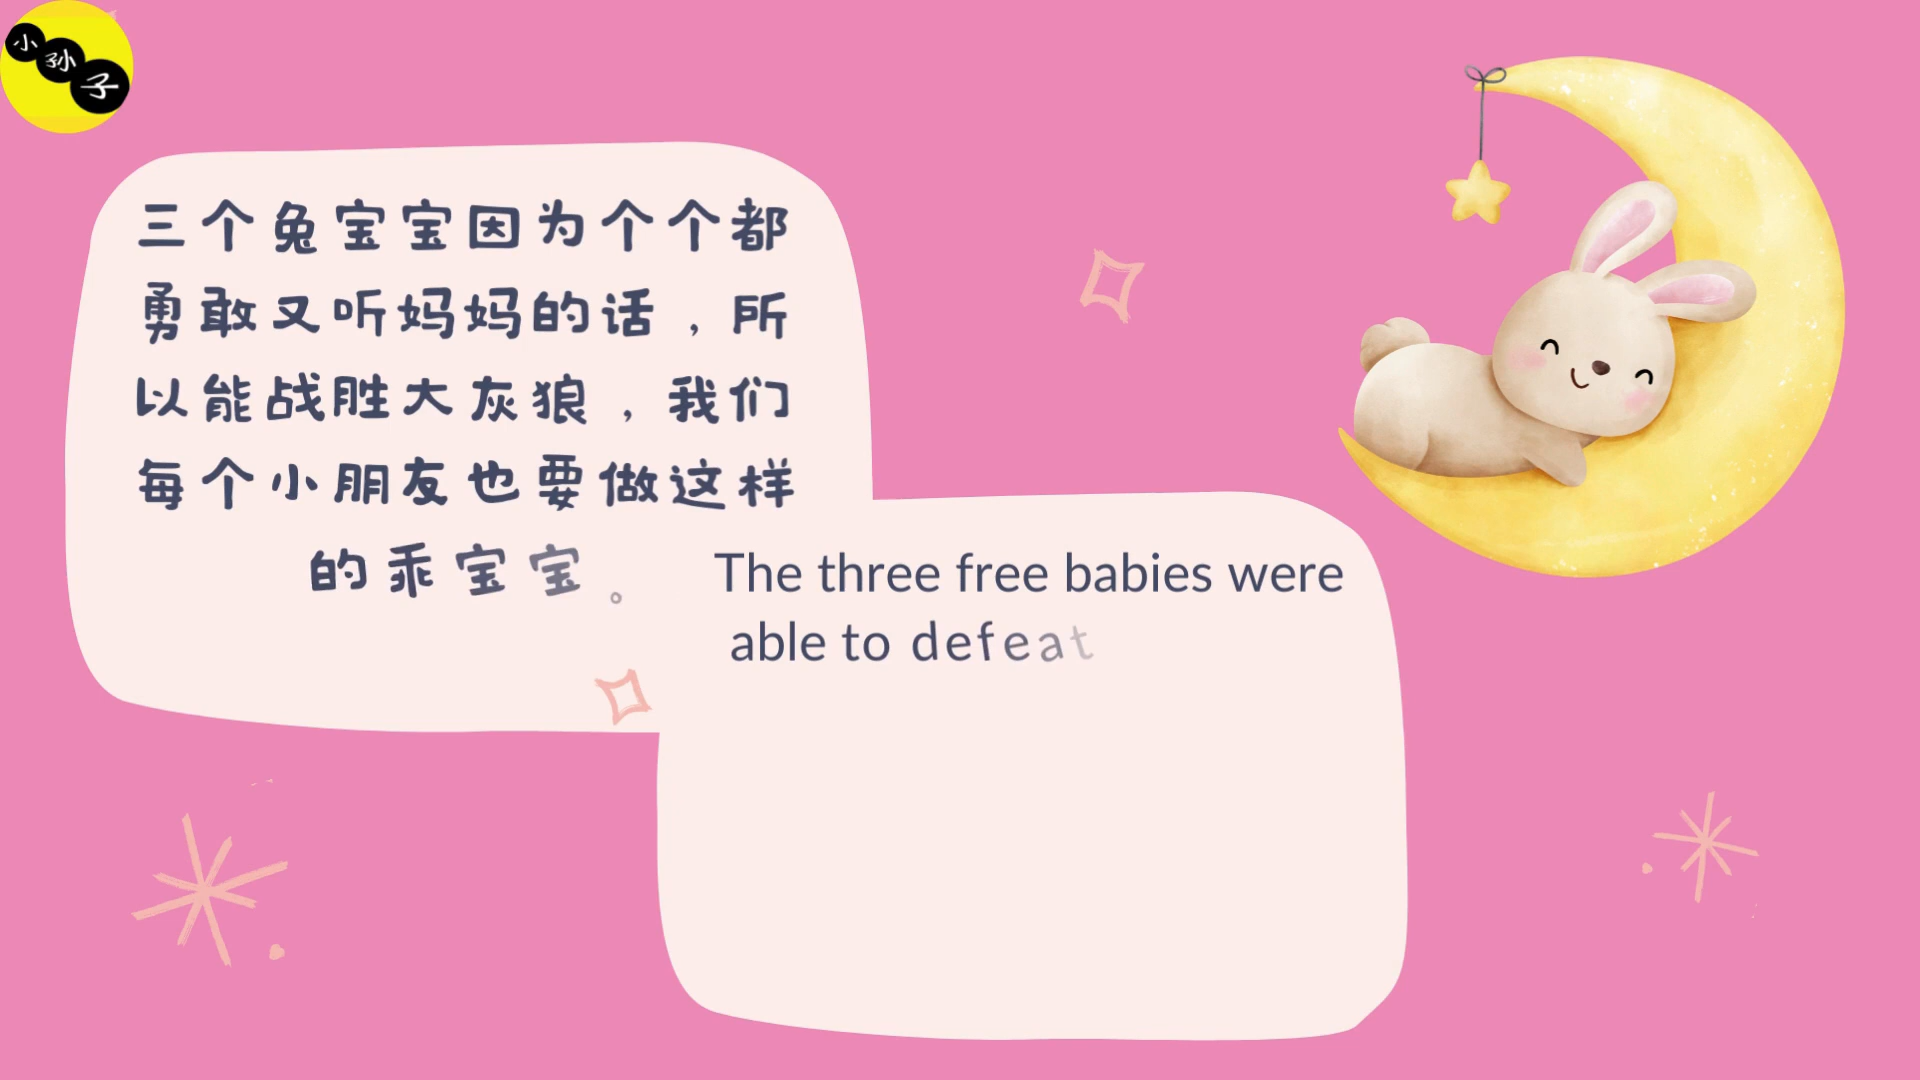 小孙子
三个兔宝宝因为个个都
勇敢又听妈妈的话，所
以能战胜大灰狼，我们
每个小朋友也要做这样
的乖宝宝。
The three free babies were
able to defeat